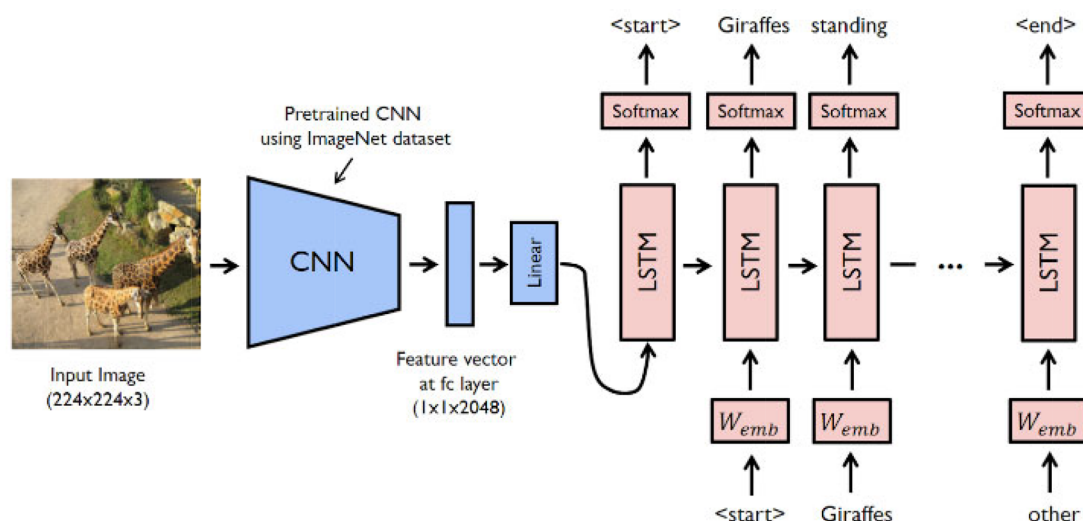 <start> Giraffes standing <end>
Softmax Softmax Softmax Softmax
Pretrained CNN
using ImageNet dataset
CNN
Linear
LSTM LSTM LSTM ... LSTM
Input Image
(224x224x3)
Feature vector
at fc layer
(1x1x2048)
W_emb W_emb W_emb
<start> Giraffes other